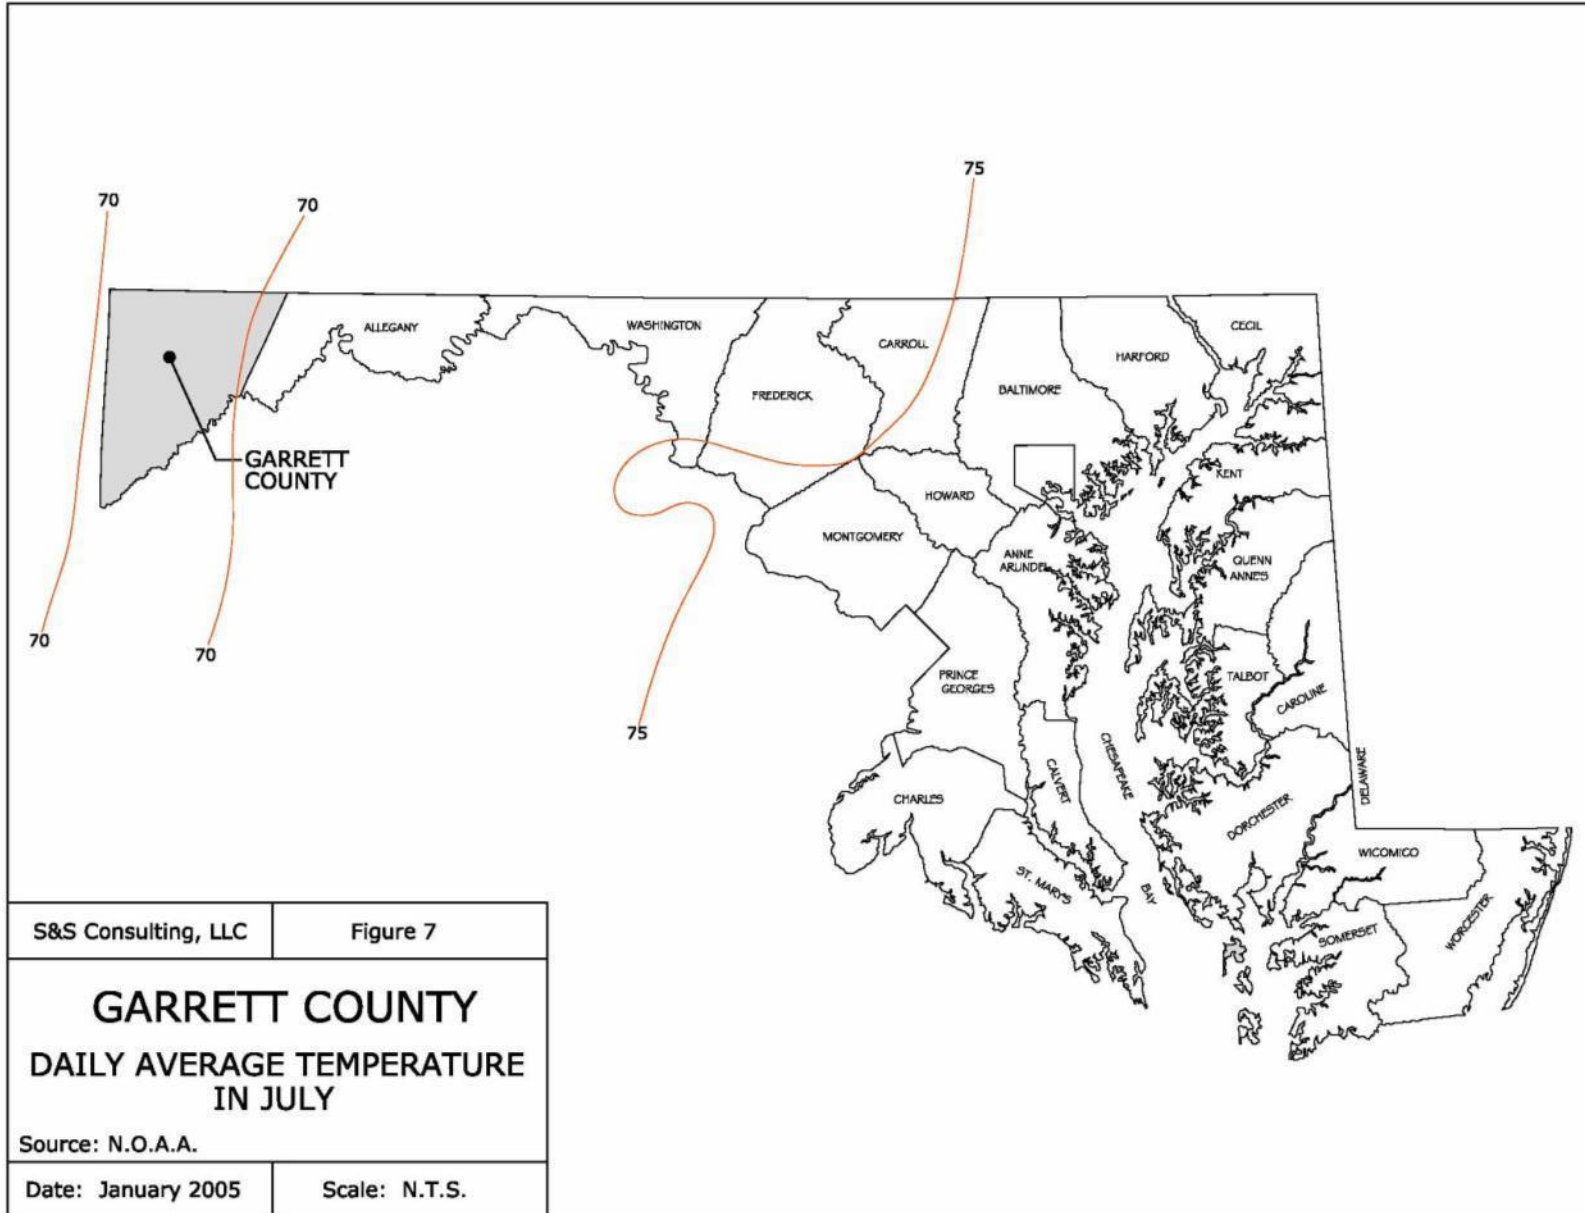 75
70
70
ALLEGANY
WASHINGTON
CECIL
CARROLL
HARFORD
FREDERICK
BALTIMORE
GARRETT
COUNTY
KENT
HOWARD
MONTGOMERY
ANNE
ARUNDEL
QUENN
ANNES
70
70
PRINCE
GEORGES
TALBOT
CAROLINE
75
CHESAPEAKE
BAY
CALVERT
DELAWARE
CHARLES
DORCHESTER
WICOMICO
ST. MARYS
WORCESTER
SOMERSET
S&S Consulting, LLC
Figure 7
GARRETT COUNTY
DAILY AVERAGE TEMPERATURE
IN JULY
Source: N.O.A.A.
Date: January 2005
Scale: N.T.S.